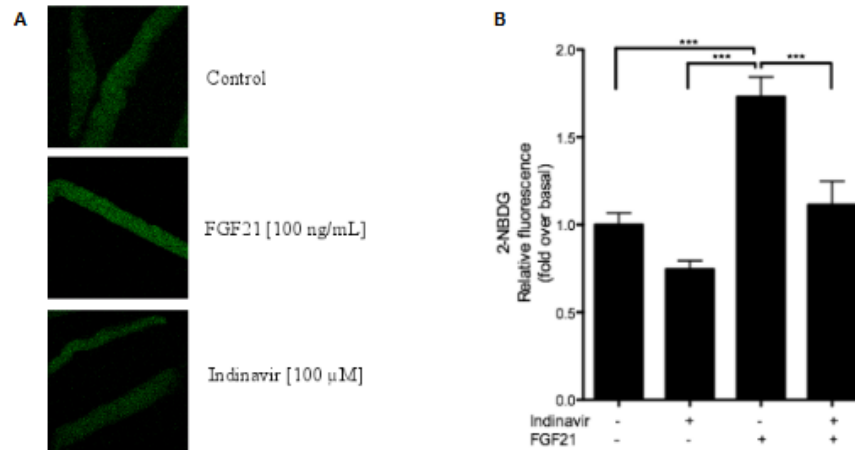 A
Control
FGF21 [100 ng/mL]
Indinavir [100 µM]
B
2-NBDG
Relative fluorescence
(fold over basal)
2.0
1.5
1.0
0.5
0.0
***
*** ***
Indinavir - + - +
FGF21 - - + +